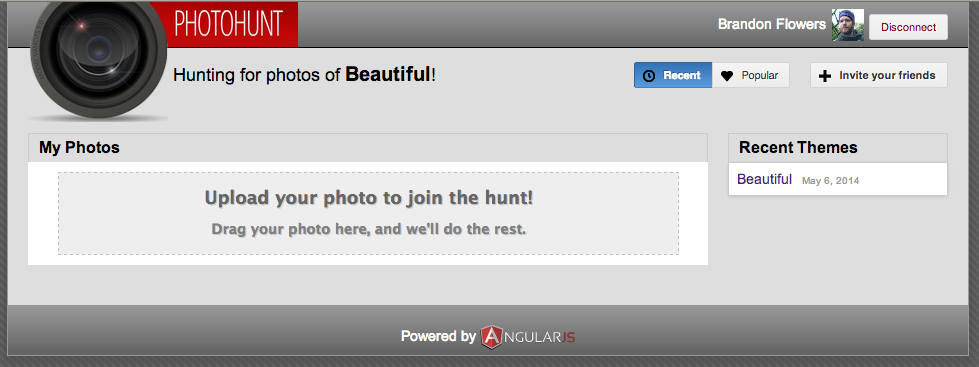 PHOTOHUNT
Brandon Flowers
Disconnect
Hunting for photos of Beautiful!
Recent
Popular
Invite your friends
My Photos
Upload your photo to join the hunt!
Drag your photo here, and we'll do the rest.
Recent Themes
Beautiful May 6, 2014
Powered by ANGULARJS